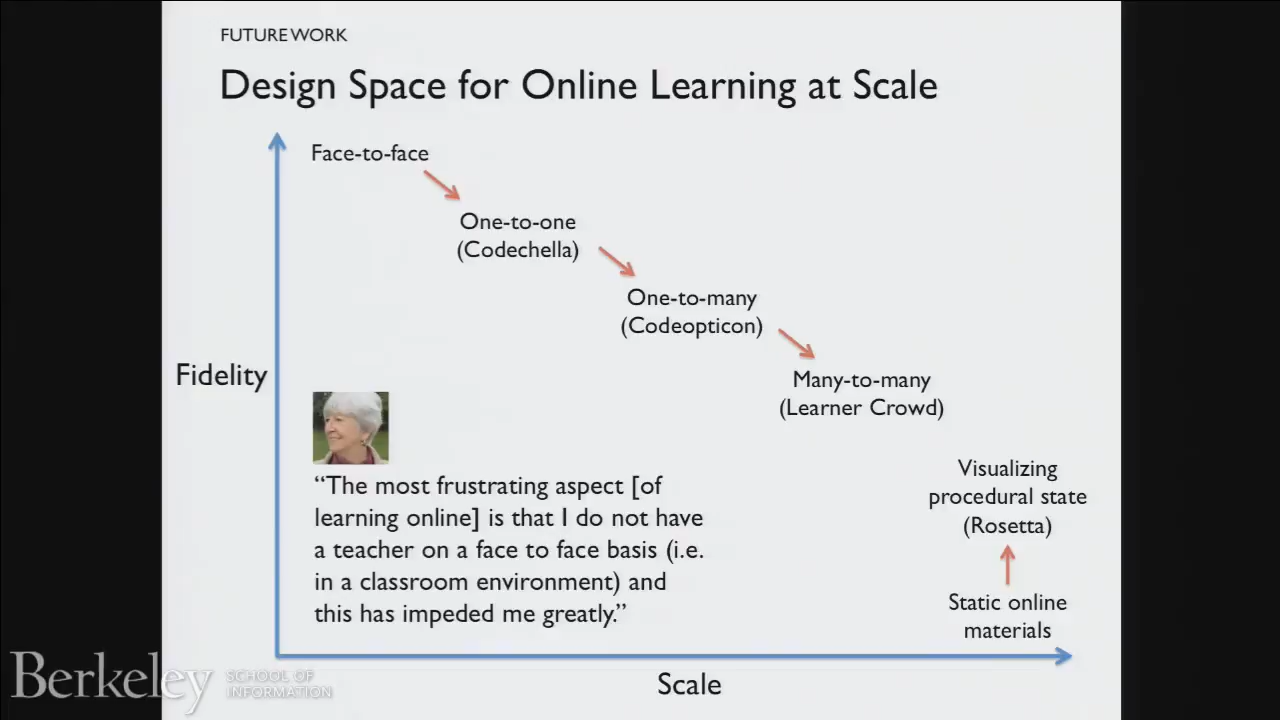 FUTURE WORK
Design Space for Online Learning at Scale
Face-to-face
One-to-one
(Codechella)
One-to-many
(Codeopticon)
Many-to-many
(Learner Crowd)
Fidelity
Visualizing
procedural state
(Rosetta)
Static online
materials
“The most frustrating aspect [of
learning online] is that I do not have
a teacher on a face to face basis (i.e.
in a classroom environment) and
this has impeded me greatly.”
Scale
Berkeley
SCHOOL OF
INFORMATION